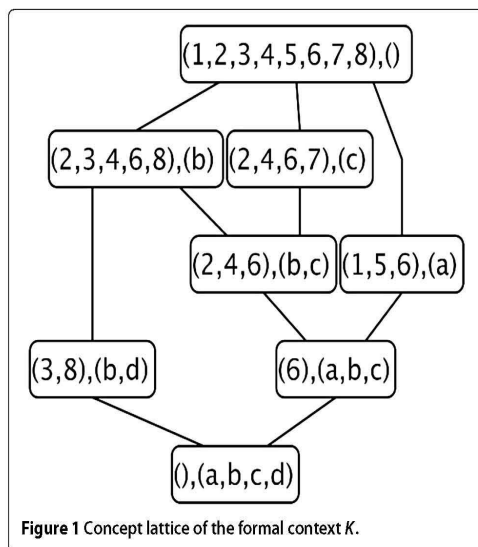 (1,2,3,4,5,6,7,8),()
(2,3,4,6,8),(b)
(2,4,6,7),(c)
(2,4,6),(b,c)
(1,5,6),(a)
(3,8),(b,d)
(6),(a,b,c)
(),(a,b,c,d)
Figure 1 Concept lattice of the formal context K.